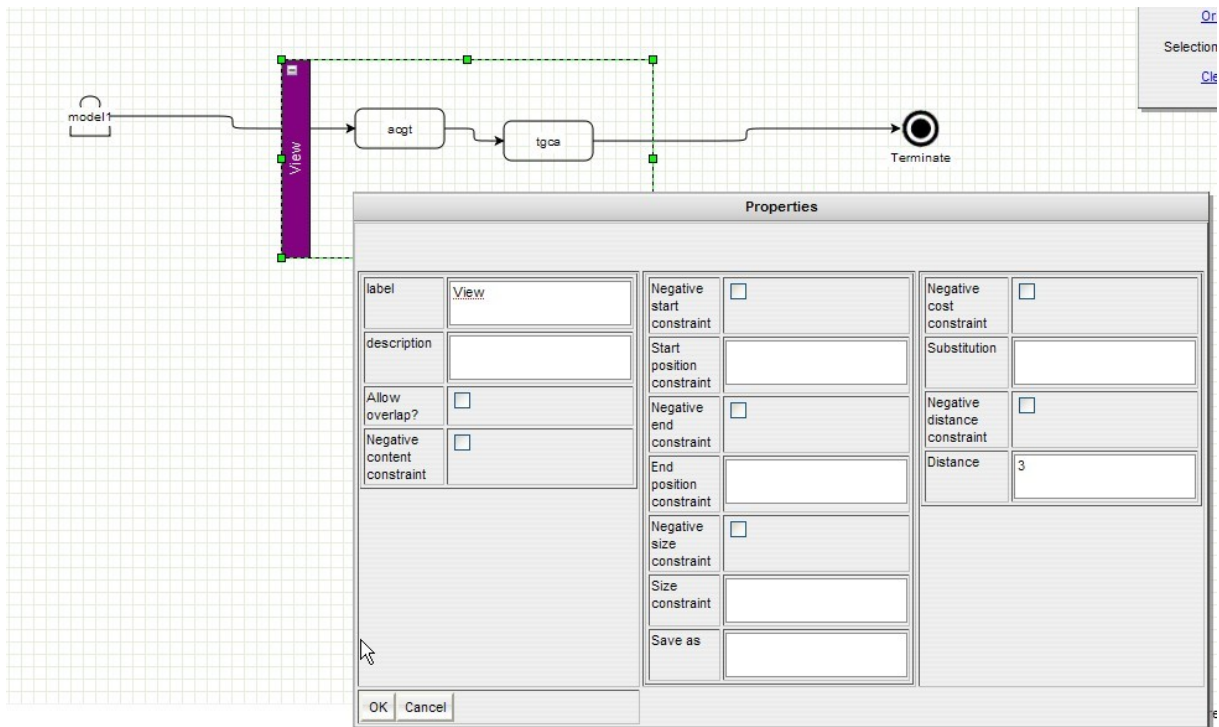 Or
Selection
Cle
model1
View
acgt
tgca
Terminate
Properties
label
View
description
Allow
overlap?
Negative
content
constraint
Negative
start
constraint
Start
position
constraint
Negative
end
constraint
End
position
constraint
Negative
size
constraint
Size
constraint
Save as
Negative
cost
constraint
Substitution
Negative
distance
constraint
Distance
3
OK
Cancel